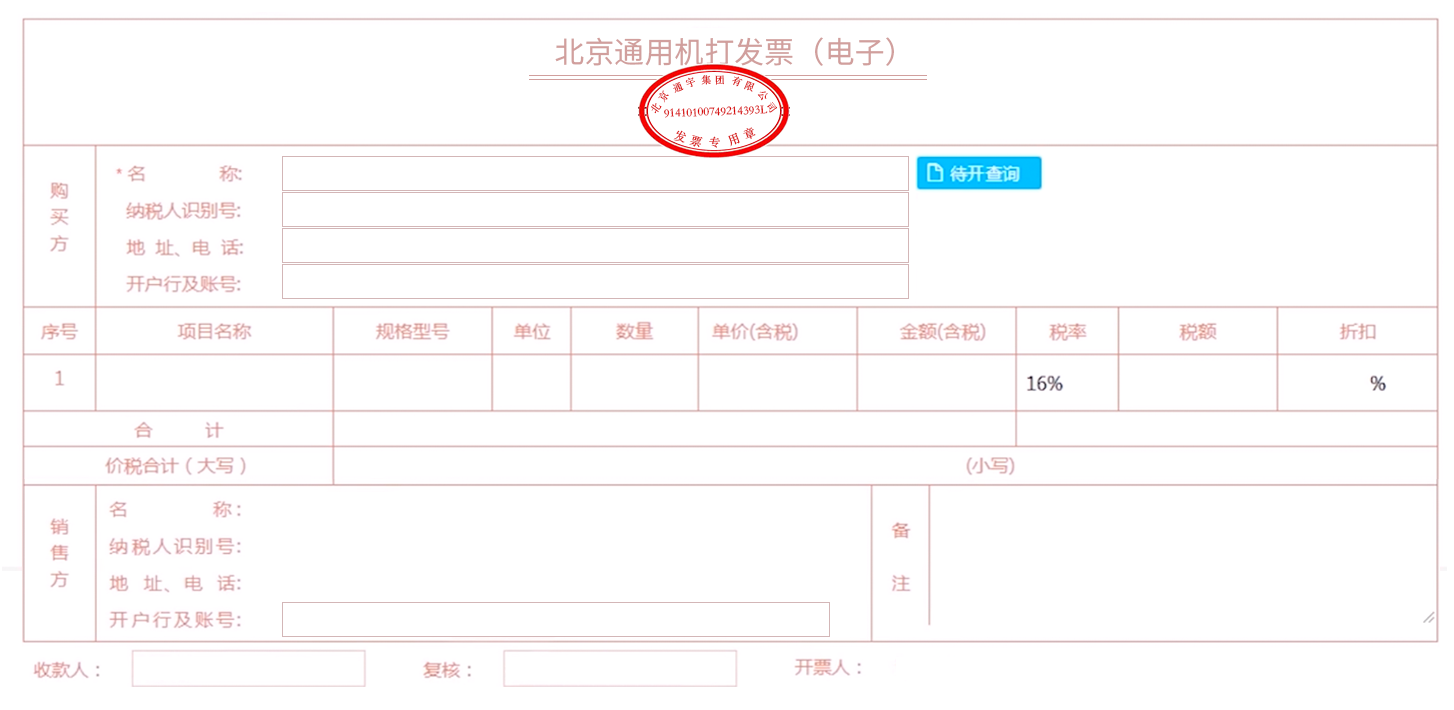 北京通用机打发票（电子）
北京通宇集团有限公司
91410100749214393L
发票专用章
购买方
*名 称:
待开查询
纳税人识别号:
地 址、电 话:
开户行及账号:
序号 项目名称 规格型号 单位 数量 单价(含税) 金额(含税) 税率 税额 折扣
1 16% %
合 计
价税合计（大写） (小写)
销售方
名 称：
纳税人识别号:
地 址、电 话:
开户行及账号:
备注
收款人： 复核： 开票人：